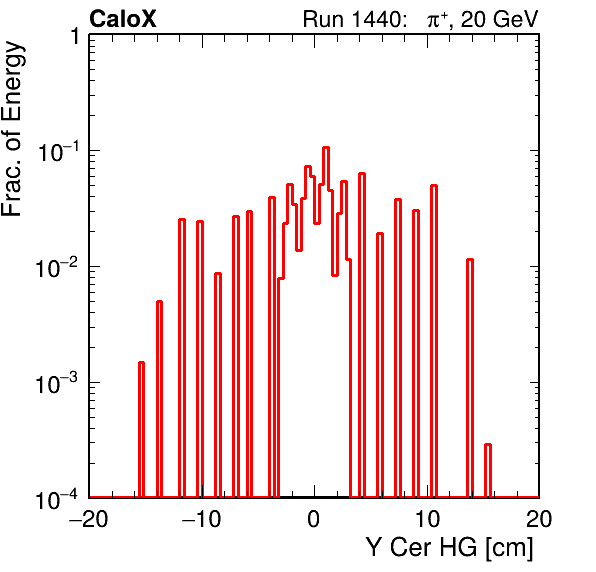 CaloX Run 1440: π⁺, 20 GeV
Frac. of Energy
1
10⁻¹
10⁻²
10⁻³
10⁻⁴
−20 −10 0 10 20
Y Cer HG [cm]